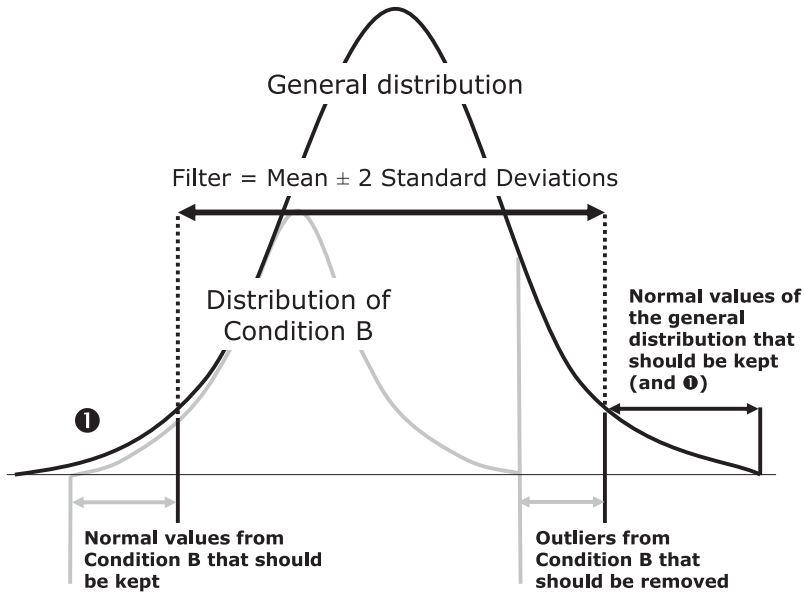 General distribution
Filter = Mean ± 2 Standard Deviations
Distribution of
Condition B
Normal values of
the general
distribution that
should be kept
(and ❶)
❶
Normal values from
Condition B that should
be kept
Outliers from
Condition B that
should be removed